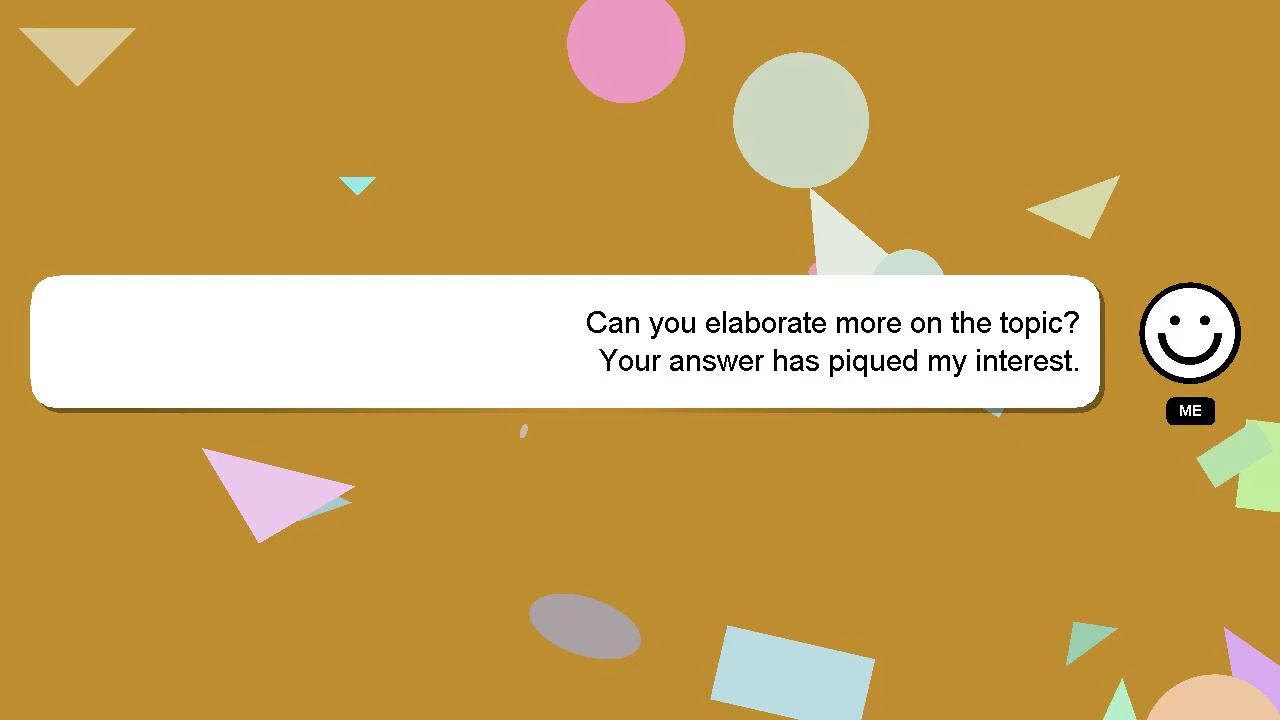 Can you elaborate more on the topic?
Your answer has piqued my interest.
ME